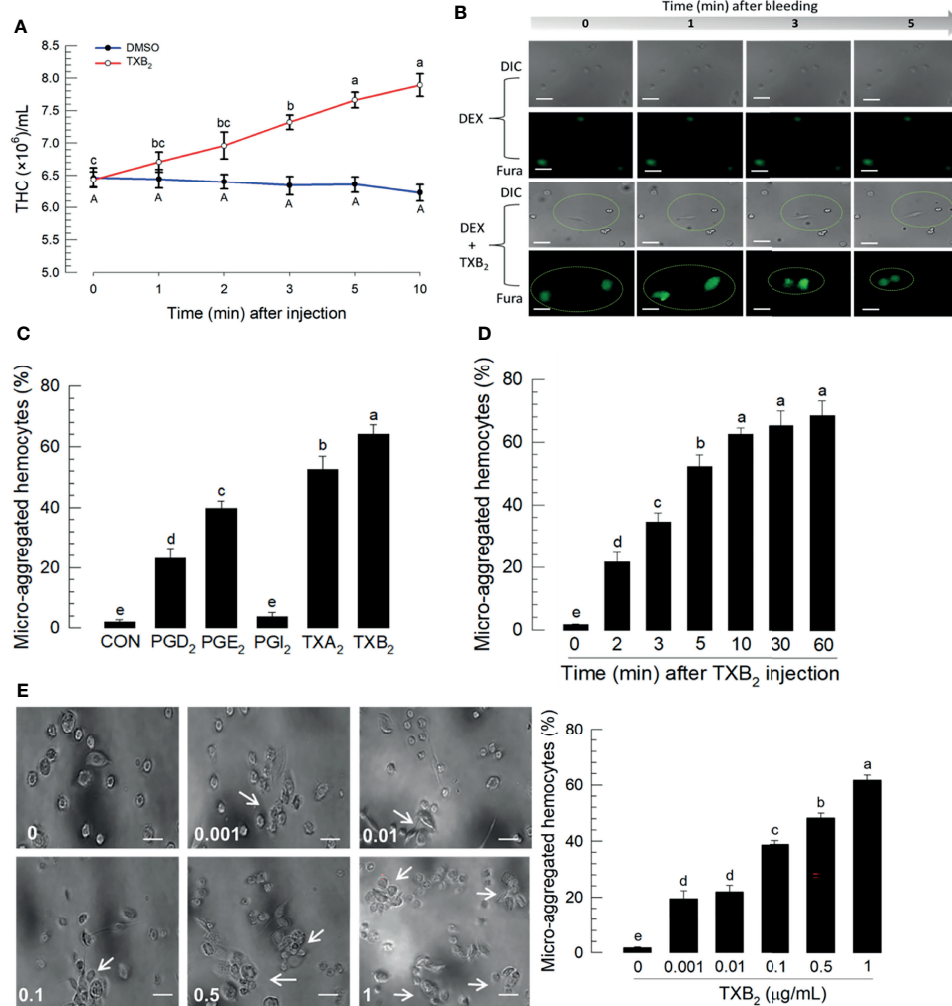 A
DMSO
TXB₂
THC (×10⁶)/mL
8.5
8.0
7.5
7.0
6.5
6.0
5.5
5.0
c
bc
bc
b
a
a
A
A
A
A
A
A
0
1
2
3
5
10
Time (min) after injection
B
Time (min) after bleeding
0 1 3 5
DIC
DEX
Fura
DIC
DEX
+
TXB₂
Fura
C
Micro-aggregated hemocytes (%)
80
60
40
20
0
e
d
c
e
b
a
CON PGD₂ PGE₂ PGI₂ TXA₂ TXB₂
D
Micro-aggregated hemocytes (%)
80
60
40
20
0
e
d
c
b
a
a
a
0 2 3 5 10 30 60
Time (min) after TXB₂ injection
E
0
0.001
0.01
0.1
0.5
1
Micro-aggregated hemocytes (%)
80
60
40
20
0
e
d
d
c
b
a
0 0.001 0.01 0.1 0.5 1
TXB₂ (μg/mL)